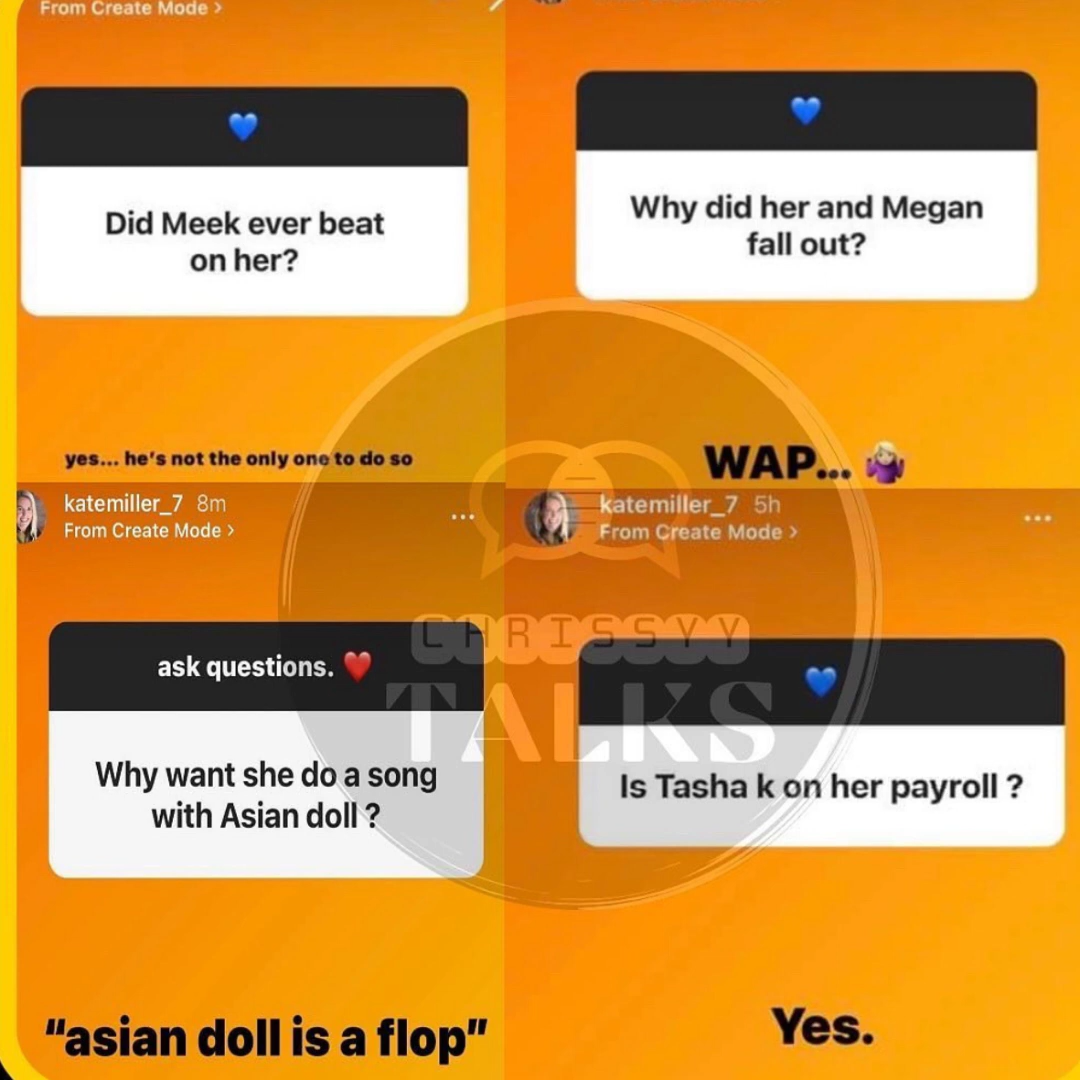 From Create Mode >
💙
Did Meek ever beat
on her?
yes... he's not the only one to do so
💙
Why did her and Megan
fall out?
WAP... 🤷🏼‍♀️
katemiller_7 8m
From Create Mode >
ask questions. ❤️
Why want she do a song
with Asian doll ?
"asian doll is a flop"
katemiller_7 5h
From Create Mode >
💙
Is Tasha k on her payroll ?
Yes.
CHRISSYY
TALKS